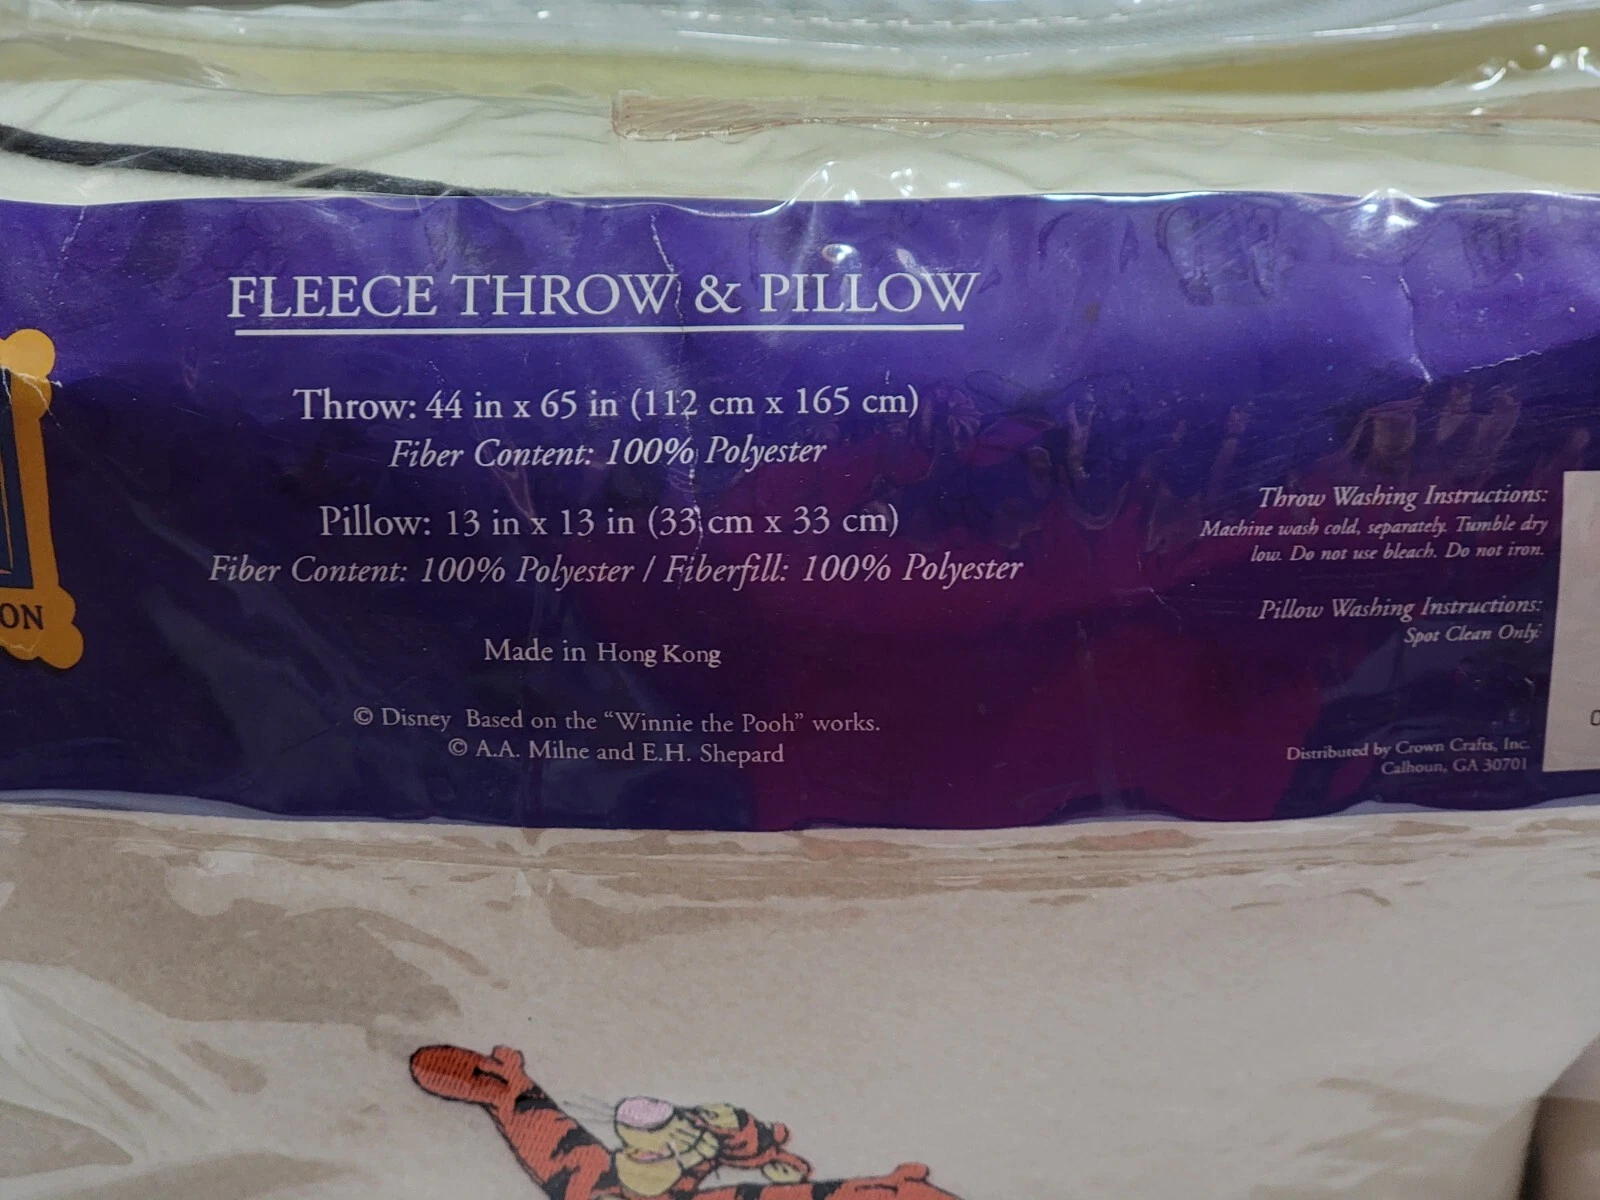 FLEECE THROW & PILLOW
Throw: 44 in x 65 in (112 cm x 165 cm)
Fiber Content: 100% Polyester
Pillow: 13 in x 13 in (33 cm x 33 cm)
Fiber Content: 100% Polyester / Fiberfill: 100% Polyester
Made in Hong Kong
© Disney Based on the “Winnie the Pooh” works.
© A.A. Milne and E.H. Shepard
ON
Throw Washing Instructions:
Machine wash cold, separately. Tumble dry
low. Do not use bleach. Do not iron.
Pillow Washing Instructions:
Spot Clean Only.
Distributed by Crown Crafts, Inc.
Calhoun, GA 30701